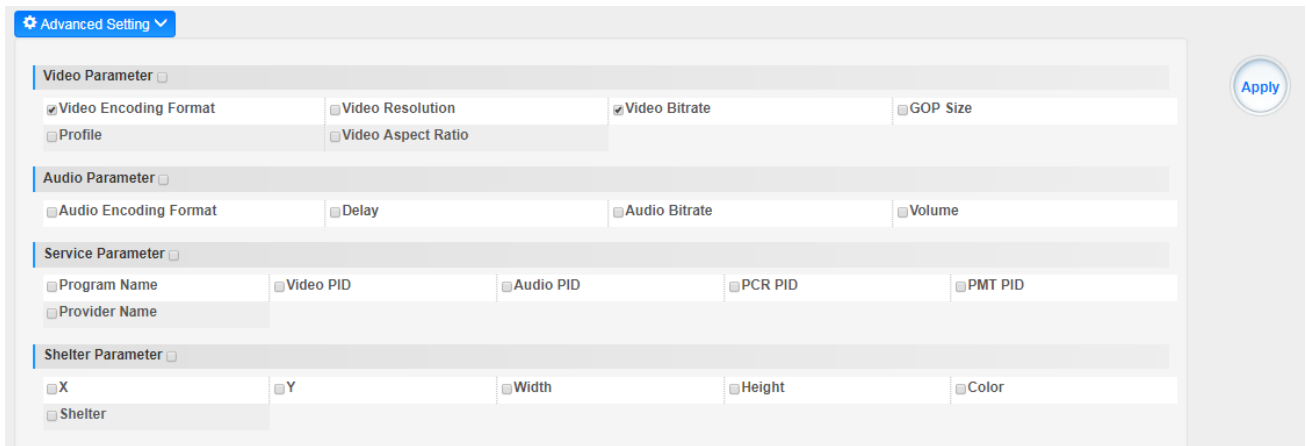 Advanced Setting
Video Parameter
Apply
Video Encoding Format Video Resolution Video Bitrate GOP Size
Profile Video Aspect Ratio
Audio Parameter
Audio Encoding Format Delay Audio Bitrate Volume
Service Parameter
Program Name Video PID Audio PID PCR PID PMT PID
Provider Name
Shelter Parameter
X Y Width Height Color
Shelter